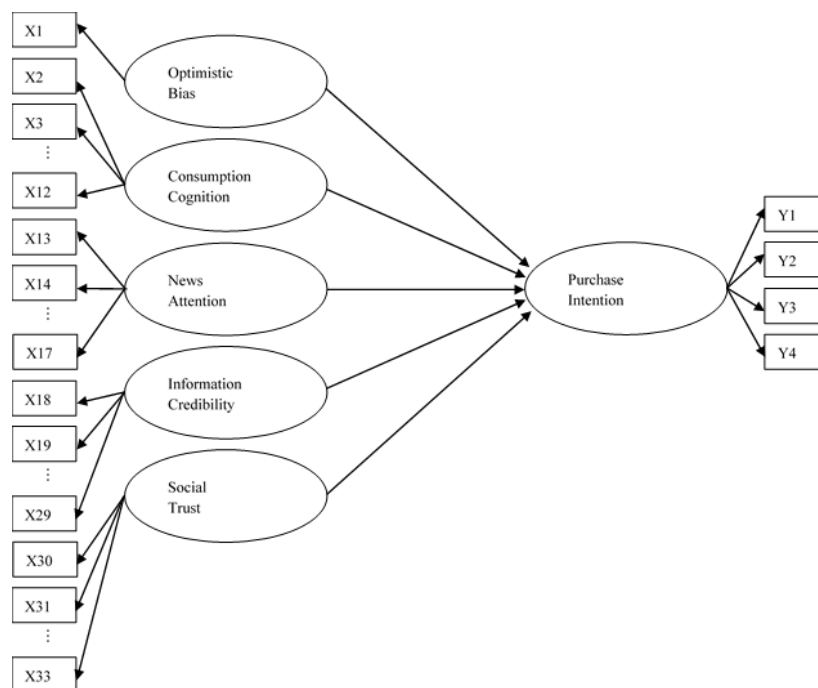 X1
X2
X3
⋮
X12
X13
X14
⋮
X17
X18
X19
⋮
X29
X30
X31
⋮
X33
Optimistic
Bias
Consumption
Cognition
News
Attention
Information
Credibility
Social
Trust
Purchase
Intention
Y1
Y2
Y3
Y4